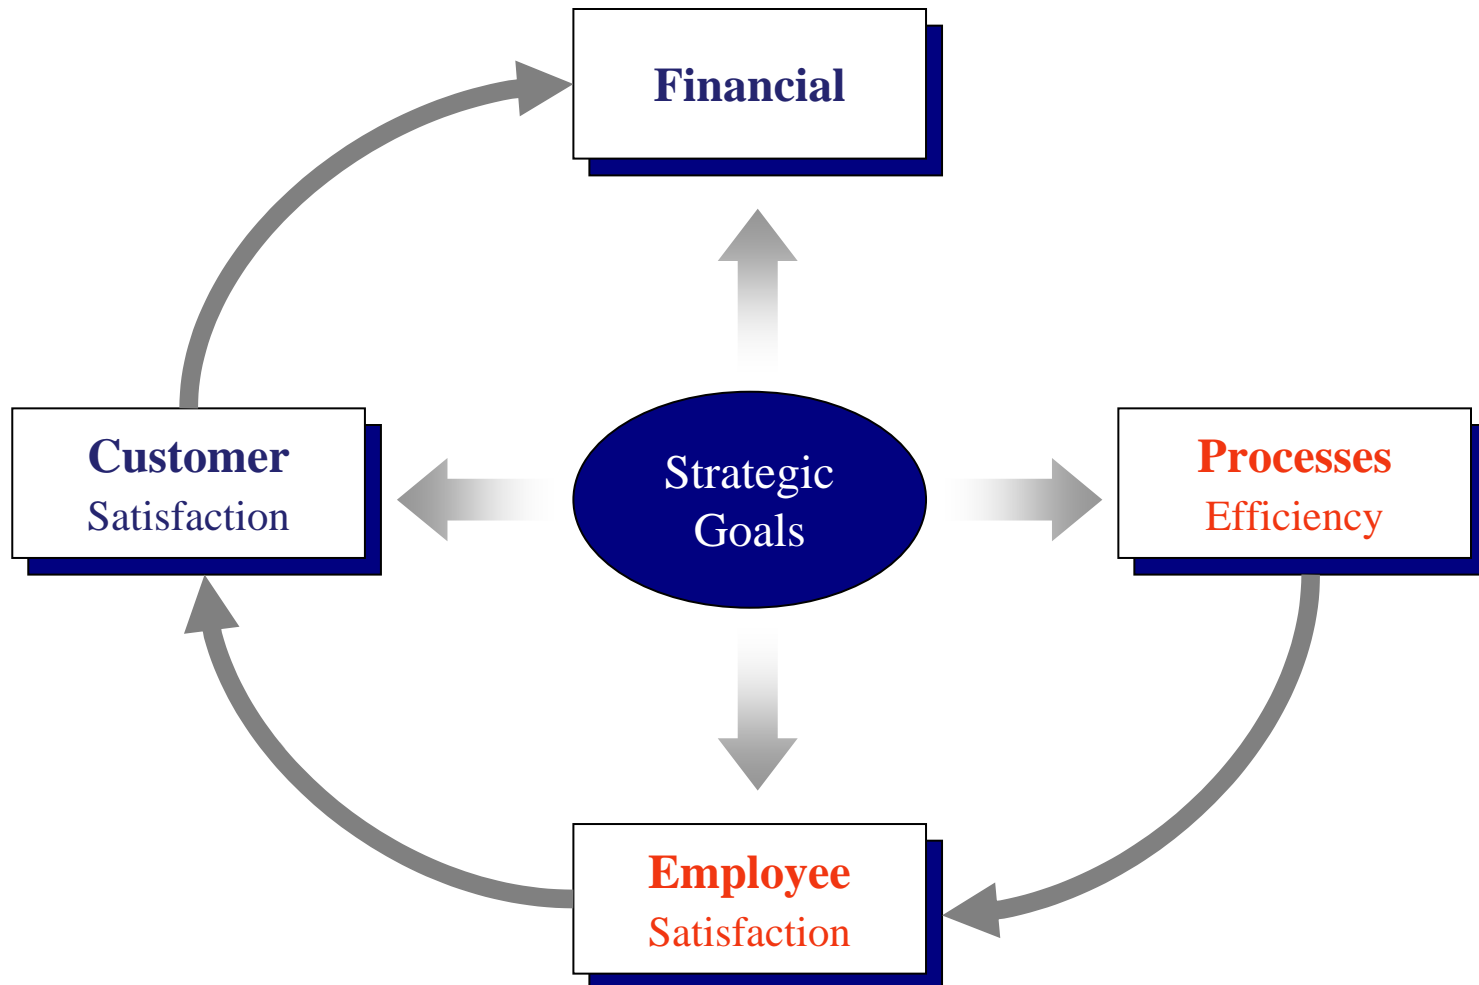 Financial
Customer
Satisfaction
Strategic
Goals
Processes
Efficiency
Employee
Satisfaction